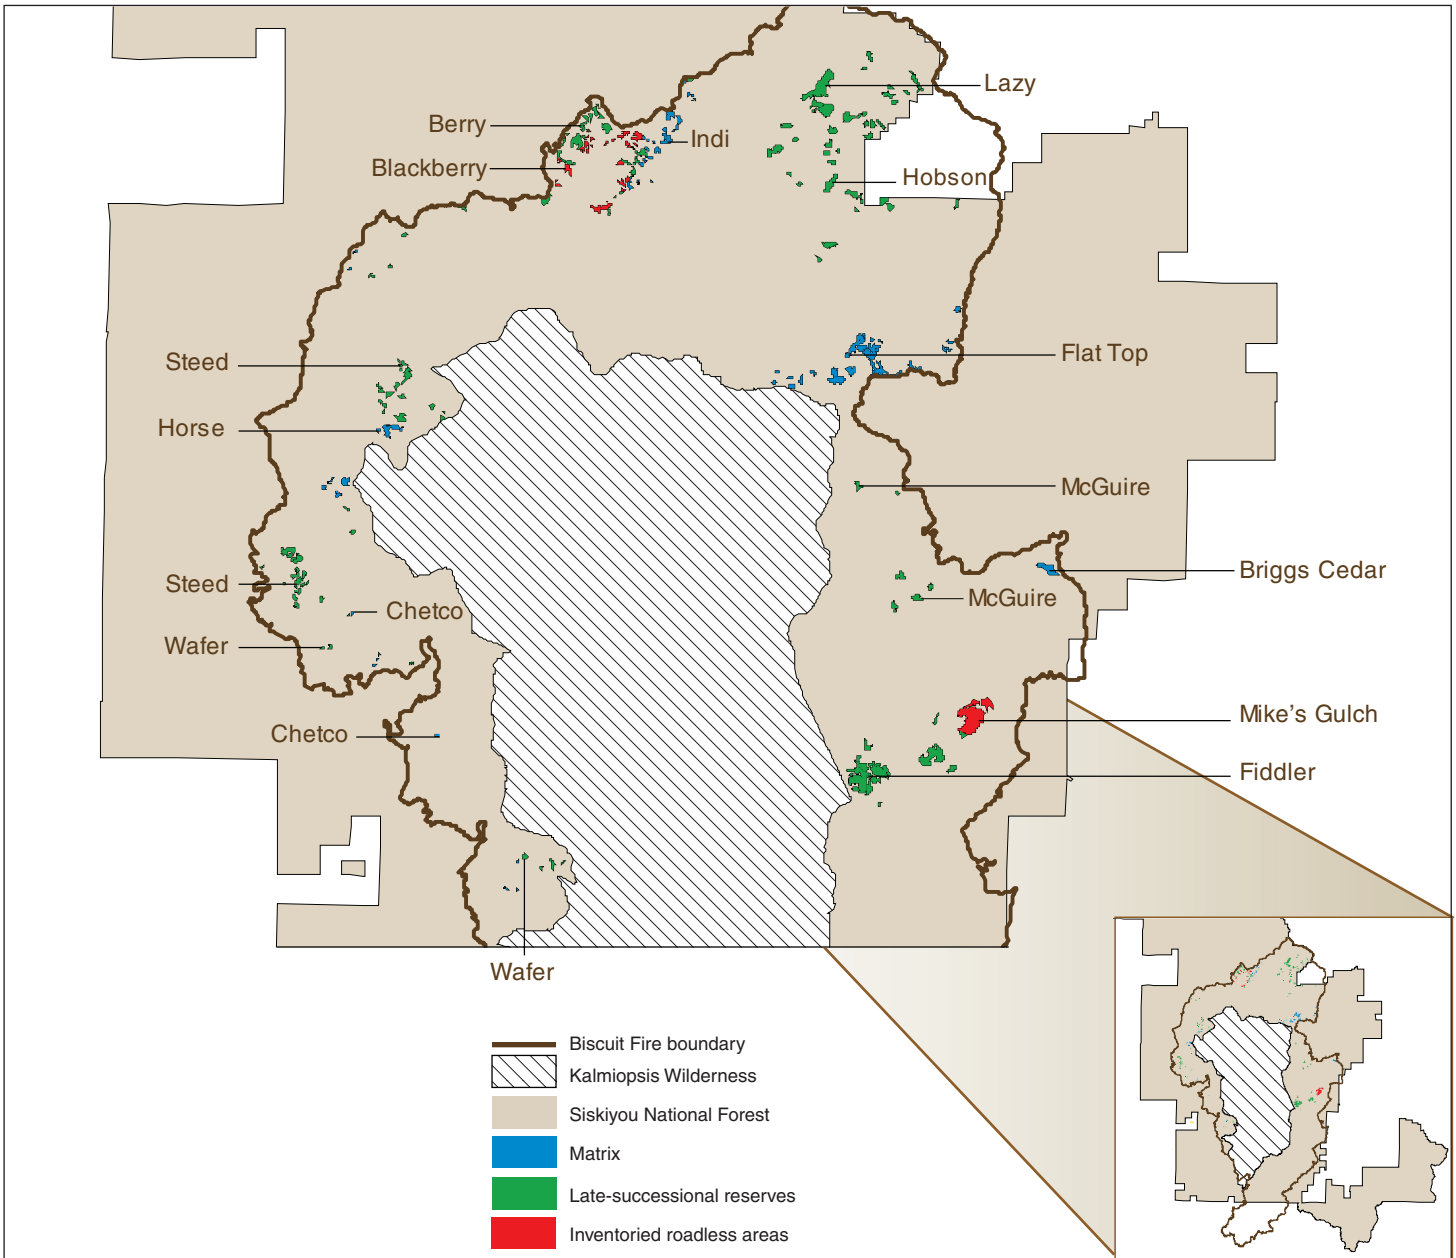 Lazy
Berry
Indi
Blackberry
Hobson
Steed
Flat Top
Horse
McGuire
Briggs Cedar
Steed
McGuire
Chetco
Wafer
Mike's Gulch
Chetco
Fiddler
Wafer
Biscuit Fire boundary
Kalmiopsis Wilderness
Siskiyou National Forest
Matrix
Late-successional reserves
Inventoried roadless areas